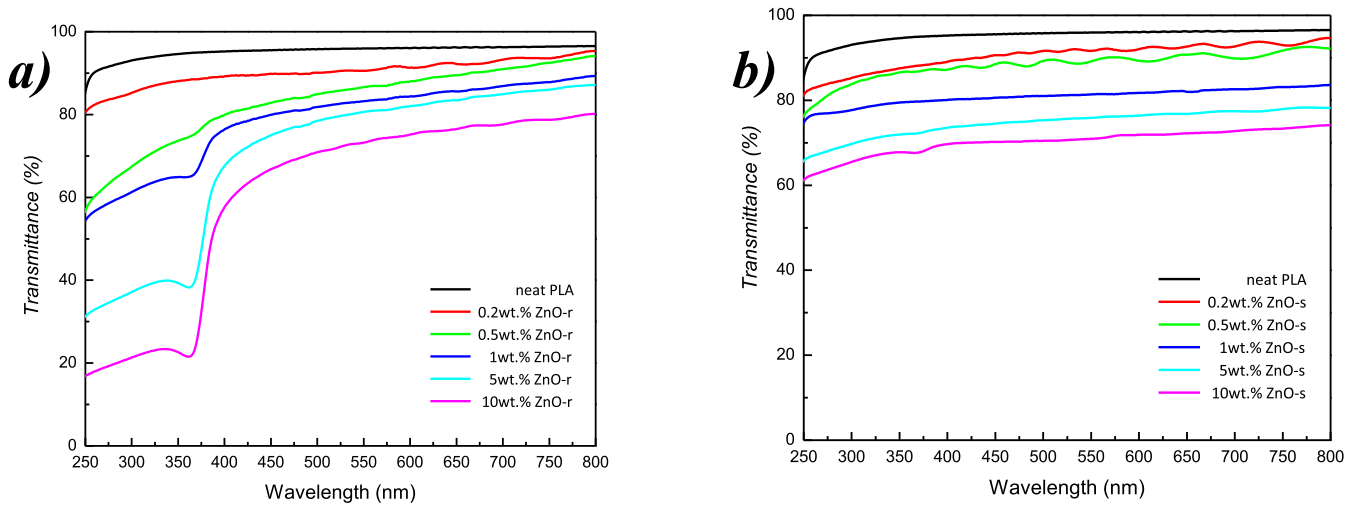 a)
Transmittance (%)
100
80
60
40
20
0
neat PLA
0.2wt.% ZnO-r
0.5wt.% ZnO-r
1wt.% ZnO-r
5wt.% ZnO-r
10wt.% ZnO-r
250 300 350 400 450 500 550 600 650 700 750 800
Wavelength (nm)
b)
Transmittance (%)
100
80
60
40
20
0
neat PLA
0.2wt.% ZnO-s
0.5wt.% ZnO-s
1wt.% ZnO-s
5wt.% ZnO-s
10wt.% ZnO-s
250 300 350 400 450 500 550 600 650 700 750 800
Wavelength (nm)